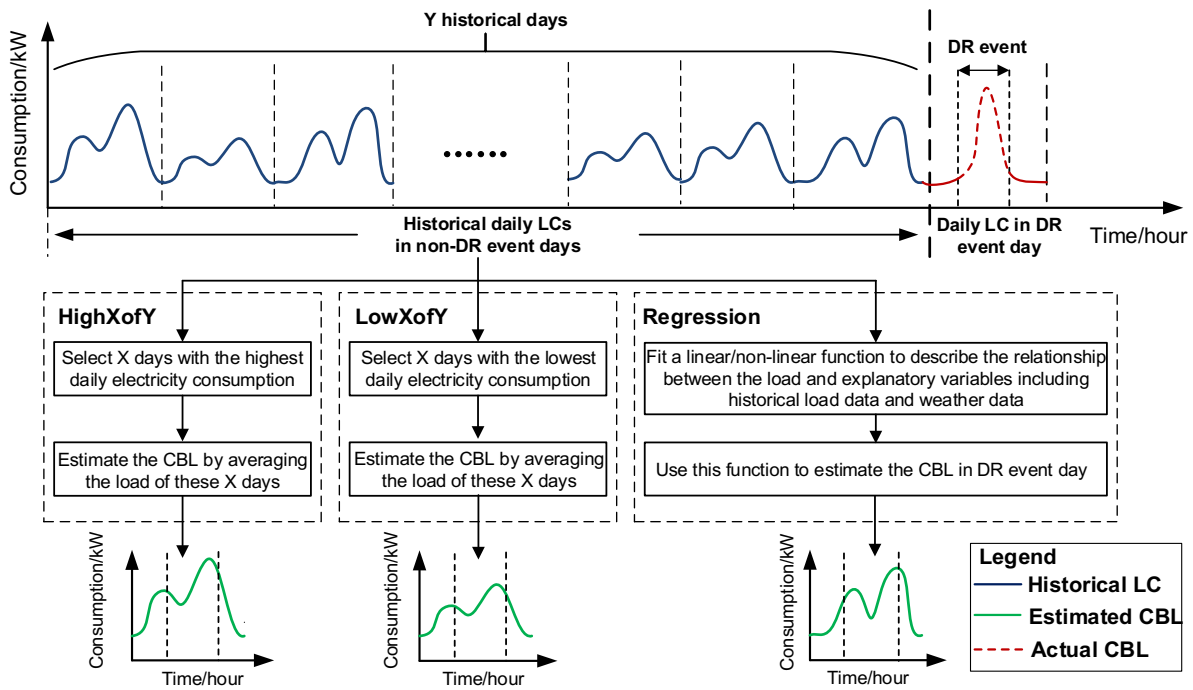 Y historical days
DR event
Consumption/kW
......
Historical daily LCs
in non-DR event days
Daily LC in DR
event day
Time/hour
HighXofY
Select X days with the highest
daily electricity consumption
Estimate the CBL by averaging
the load of these X days
LowXofY
Select X days with the lowest
daily electricity consumption
Estimate the CBL by averaging
the load of these X days
Regression
Fit a linear/non-linear function to describe the relationship
between the load and explanatory variables including
historical load data and weather data
Use this function to estimate the CBL in DR event day
Consumption/kW
Time/hour
Consumption/kW
Time/hour
Consumption/kW
Time/hour
Legend
Historical LC
Estimated CBL
Actual CBL